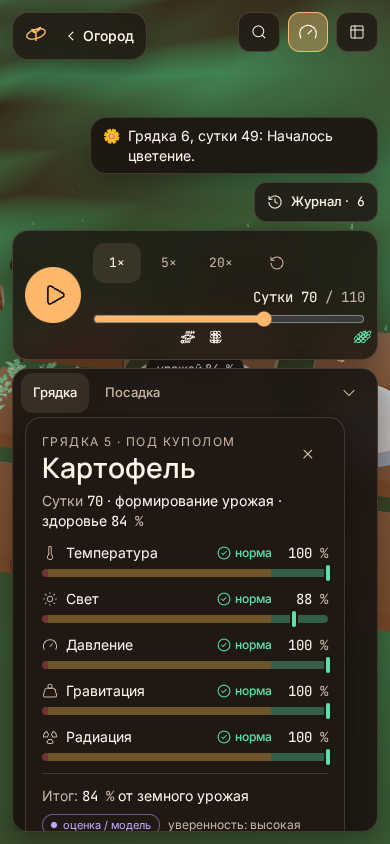 Огород
Грядка 6, сутки 49: Началось
цветение.
Журнал · 6
1× 5× 20×
Сутки 70 / 110
Грядка Посадка
ГРЯДКА 5 · ПОД КУПОЛОМ
Картофель
Сутки 70 · формирование урожая ·
здоровье 84 %
Температура норма 100 %
Свет норма 88 %
Давление норма 100 %
Гравитация норма 100 %
Радиация норма 100 %
Итог: 84 % от земного урожая
оценка / модель уверенность: высокая